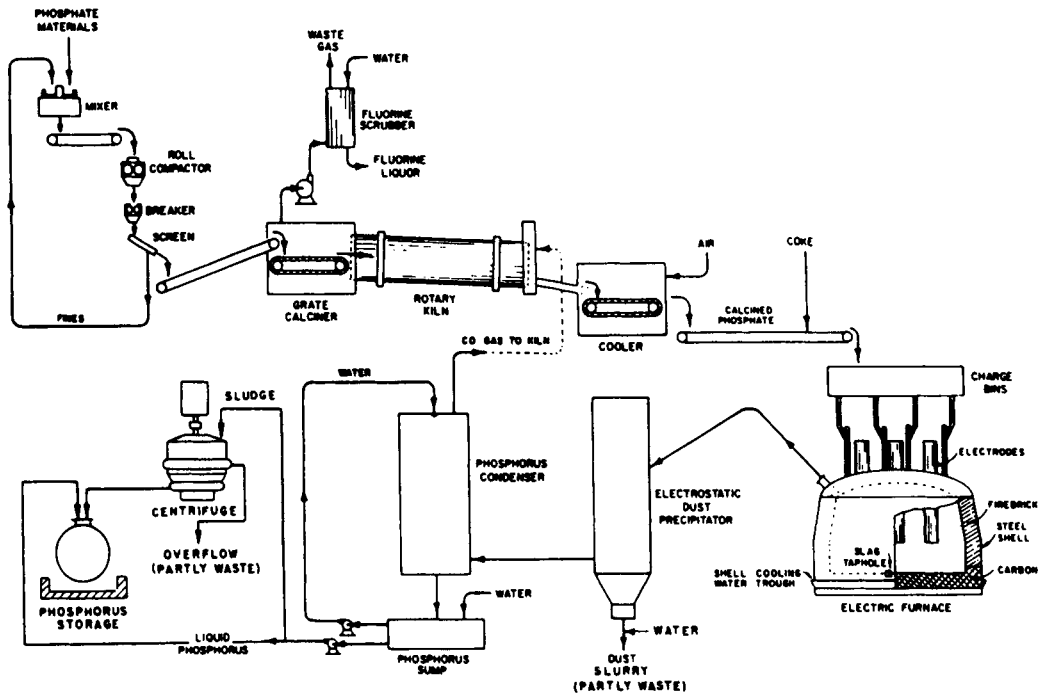 PHOSPHATE
MATERIALS
MIXER
ROLL
COMPACTOR
BREAKER
SCREEN
FINES
WASTE
GAS
WATER
FLUORINE
SCRUBBER
FLUORINE
LIQUOR
GRATE
CALCINER
ROTARY
KILN
AIR
COKE
COOLER
CALCINED
PHOSPHATE
CO GAS TO KILN
CHARGE
BINS
ELECTRODES
FIREBRICK
STEEL
SHELL
CARBON
SLAG
TAPHOLE
SHELL COOLING
WATER TROUGH
ELECTRIC FURNACE
ELECTROSTATIC
DUST
PRECIPITATOR
WATER
DUST
SLURRY
(PARTLY WASTE)
WATER
PHOSPHORUS
CONDENSER
WATER
PHOSPHORUS
SUMP
SLUDGE
CENTRIFUGE
OVERFLOW
(PARTLY WASTE)
PHOSPHORUS
STORAGE
LIQUID
PHOSPHORUS